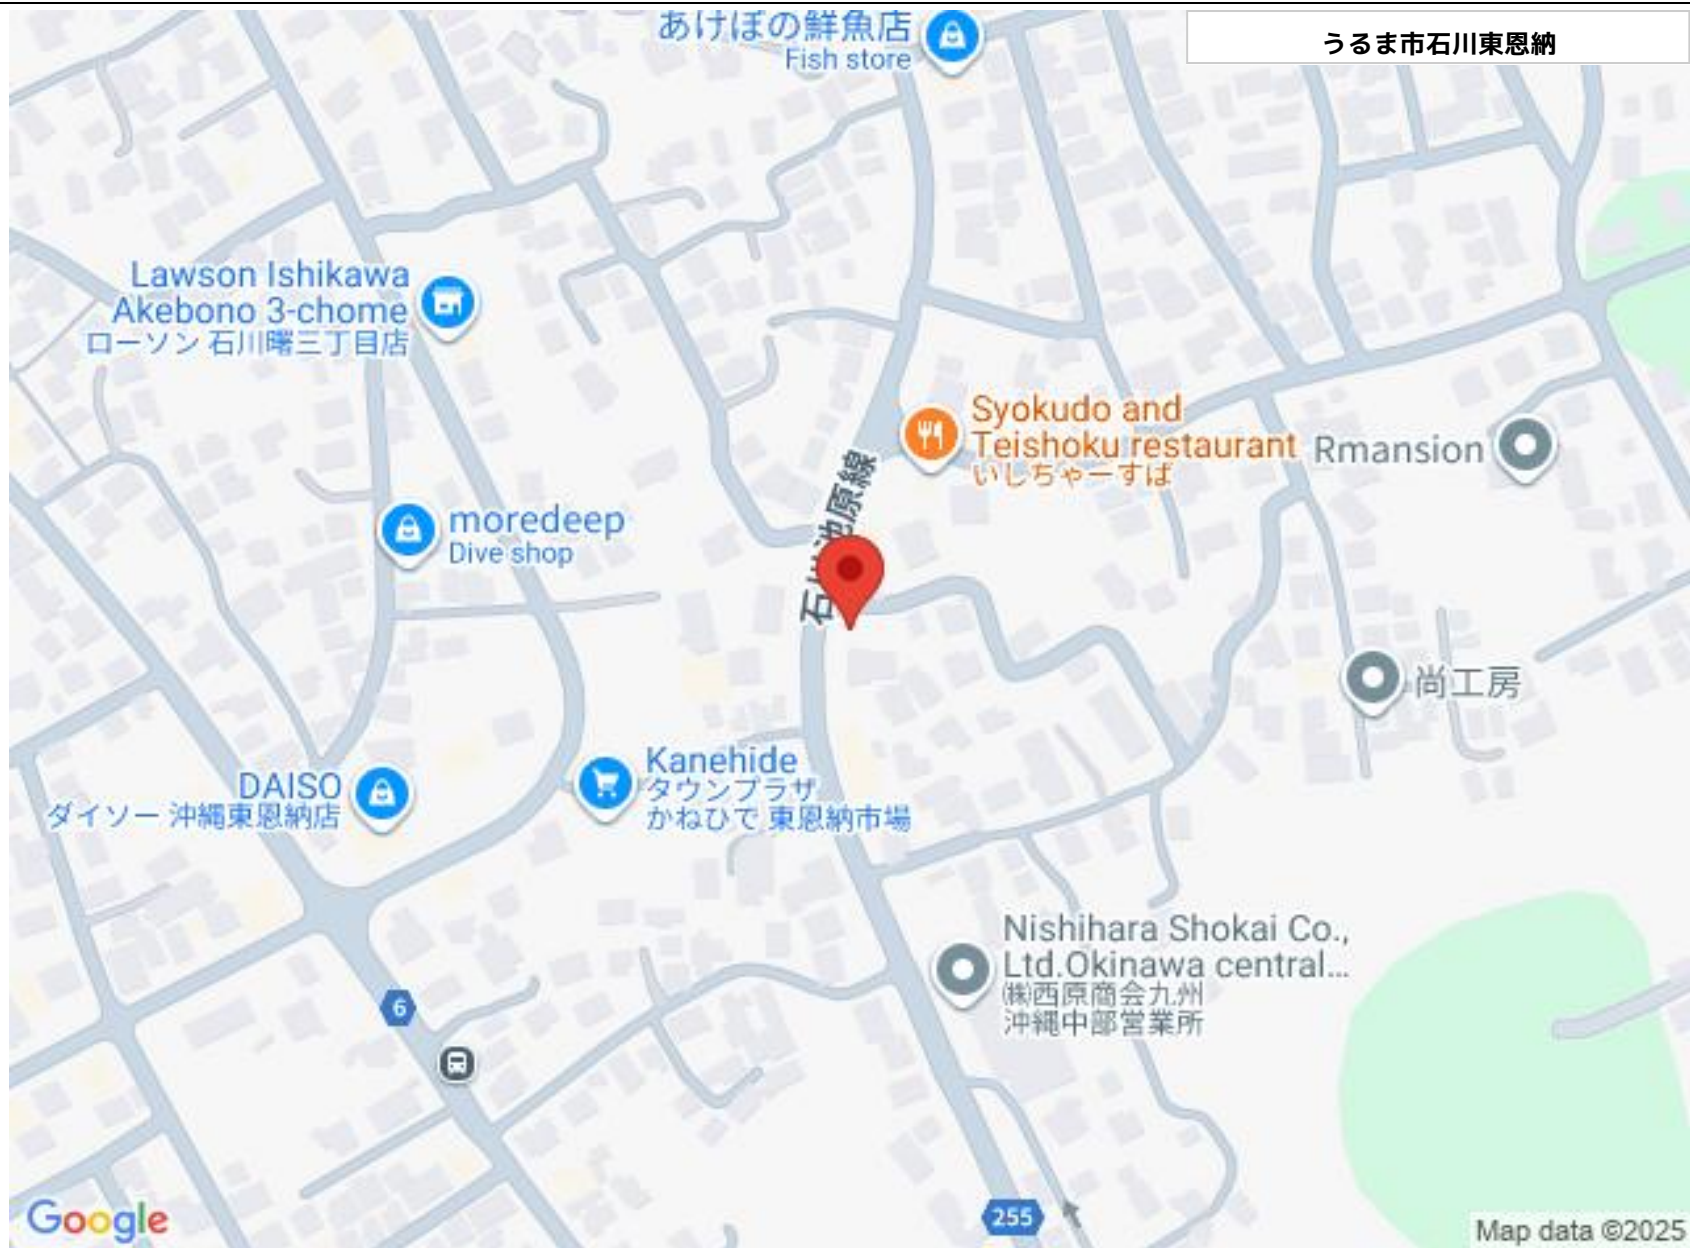 あけぼの鮮魚店
Fish store
うるま市石川東恩納
Lawson Ishikawa
Akebono 3-chome
ローソン 石川曙三丁目店
Syokudo and
Teishoku restaurant
いしちゃーすば
Rmansion
moredeep
Dive shop
尚工房
Kanehide
タウンプラザ
かねひで 東恩納市場
DAISO
ダイソー 沖縄東恩納店
Nishihara Shokai Co.,
Ltd.Okinawa central...
㈱西原商会九州
沖縄中部営業所
6
255
Google
Map data ©2025